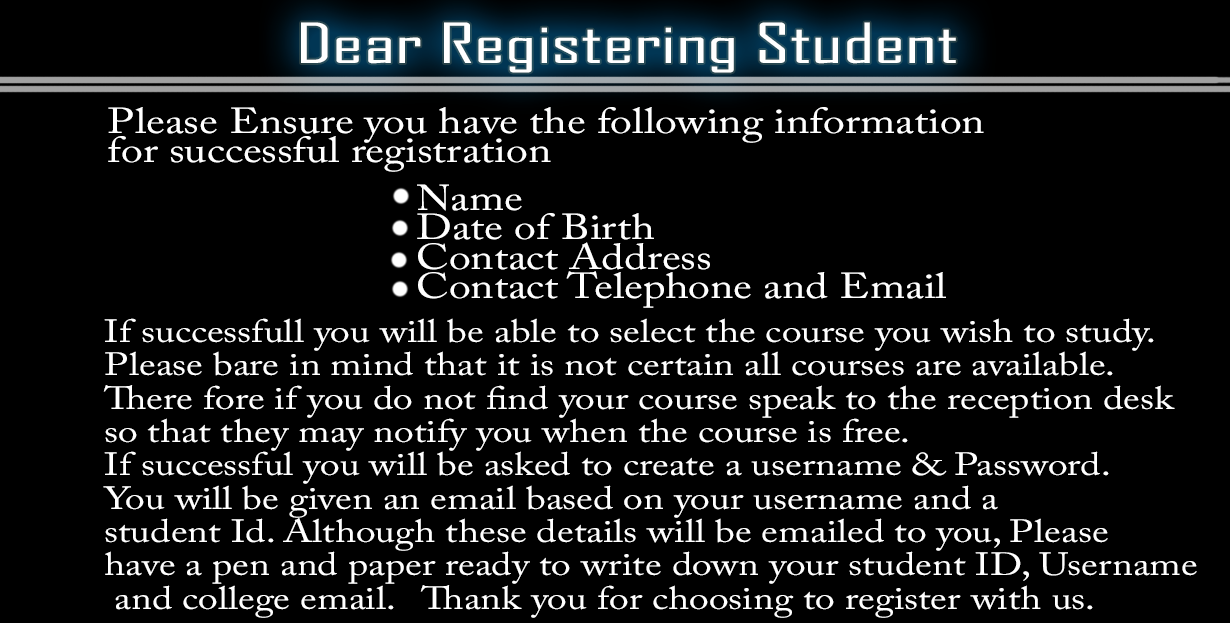 Dear Registering Student
Please Ensure you have the following information
for successful registration
• Name
• Date of Birth
• Contact Address
• Contact Telephone and Email
If successfull you will be able to select the course you wish to study.
Please bare in mind that it is not certain all courses are available.
There fore if you do not find your course speak to the reception desk
so that they may notify you when the course is free.
If successful you will be asked to create a username & Password.
You will be given an email based on your username and a
student Id. Although these details will be emailed to you, Please
have a pen and paper ready to write down your student ID, Username
and college email. Thank you for choosing to register with us.